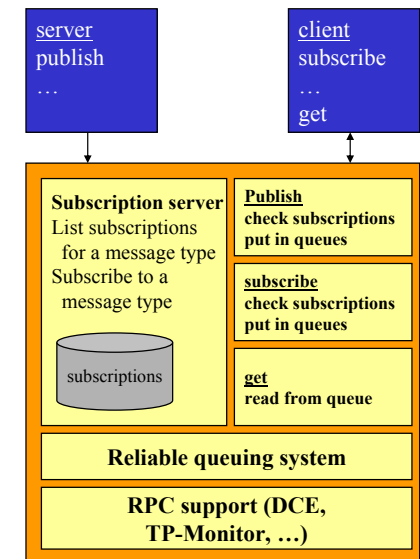 server
publish
…
client
subscribe
…
get
Subscription server
List subscriptions
for a message type
Subscribe to a
message type
subscriptions
Publish
check subscriptions
put in queues
subscribe
check subscriptions
put in queues
get
read from queue
Reliable queuing system
RPC support (DCE,
TP-Monitor, …)